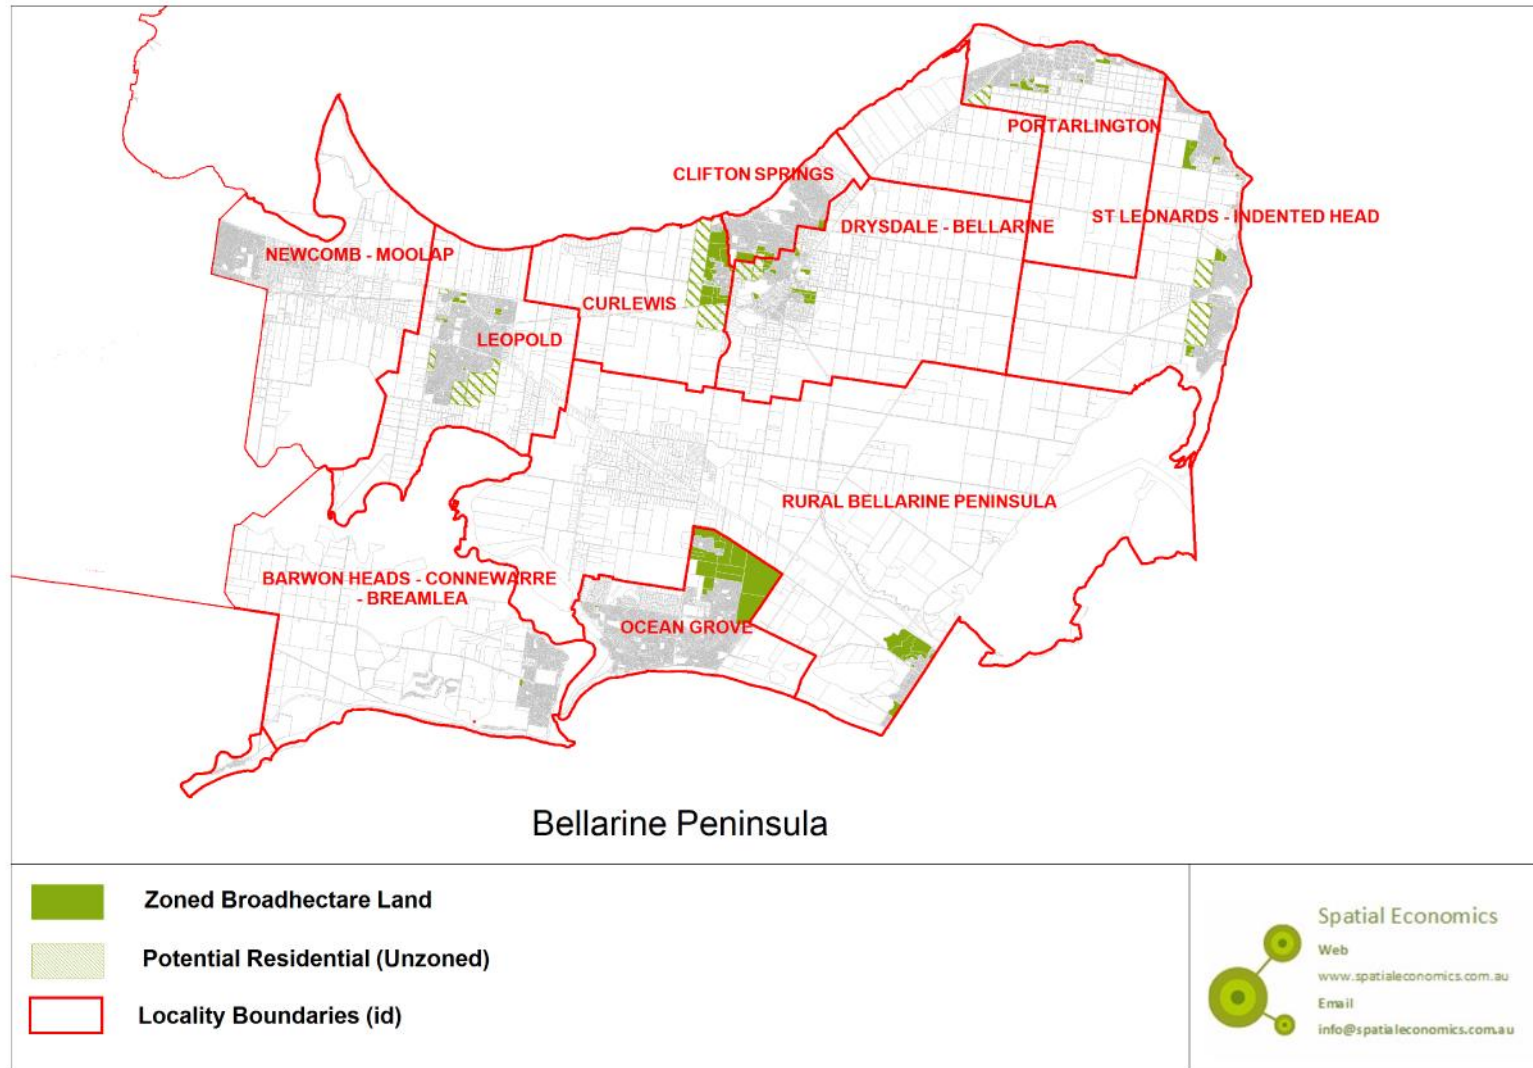 PORTARLINGTON
CLIFTON SPRINGS
ST LEONARDS - INDENTED HEAD
DRYSDALE - BELLARINE
NEWCOMB - MOOLAP
CURLEWIS
LEOPOLD
RURAL BELLARINE PENINSULA
BARWON HEADS - CONNEWARRE
- BREAMLEA
OCEAN GROVE
Bellarine Peninsula
Zoned Broadhectare Land
Potential Residential (Unzoned)
Locality Boundaries (id)
Spatial Economics
Web
www.spatialeconomics.com.au
Email
info@spatialeconomics.com.au